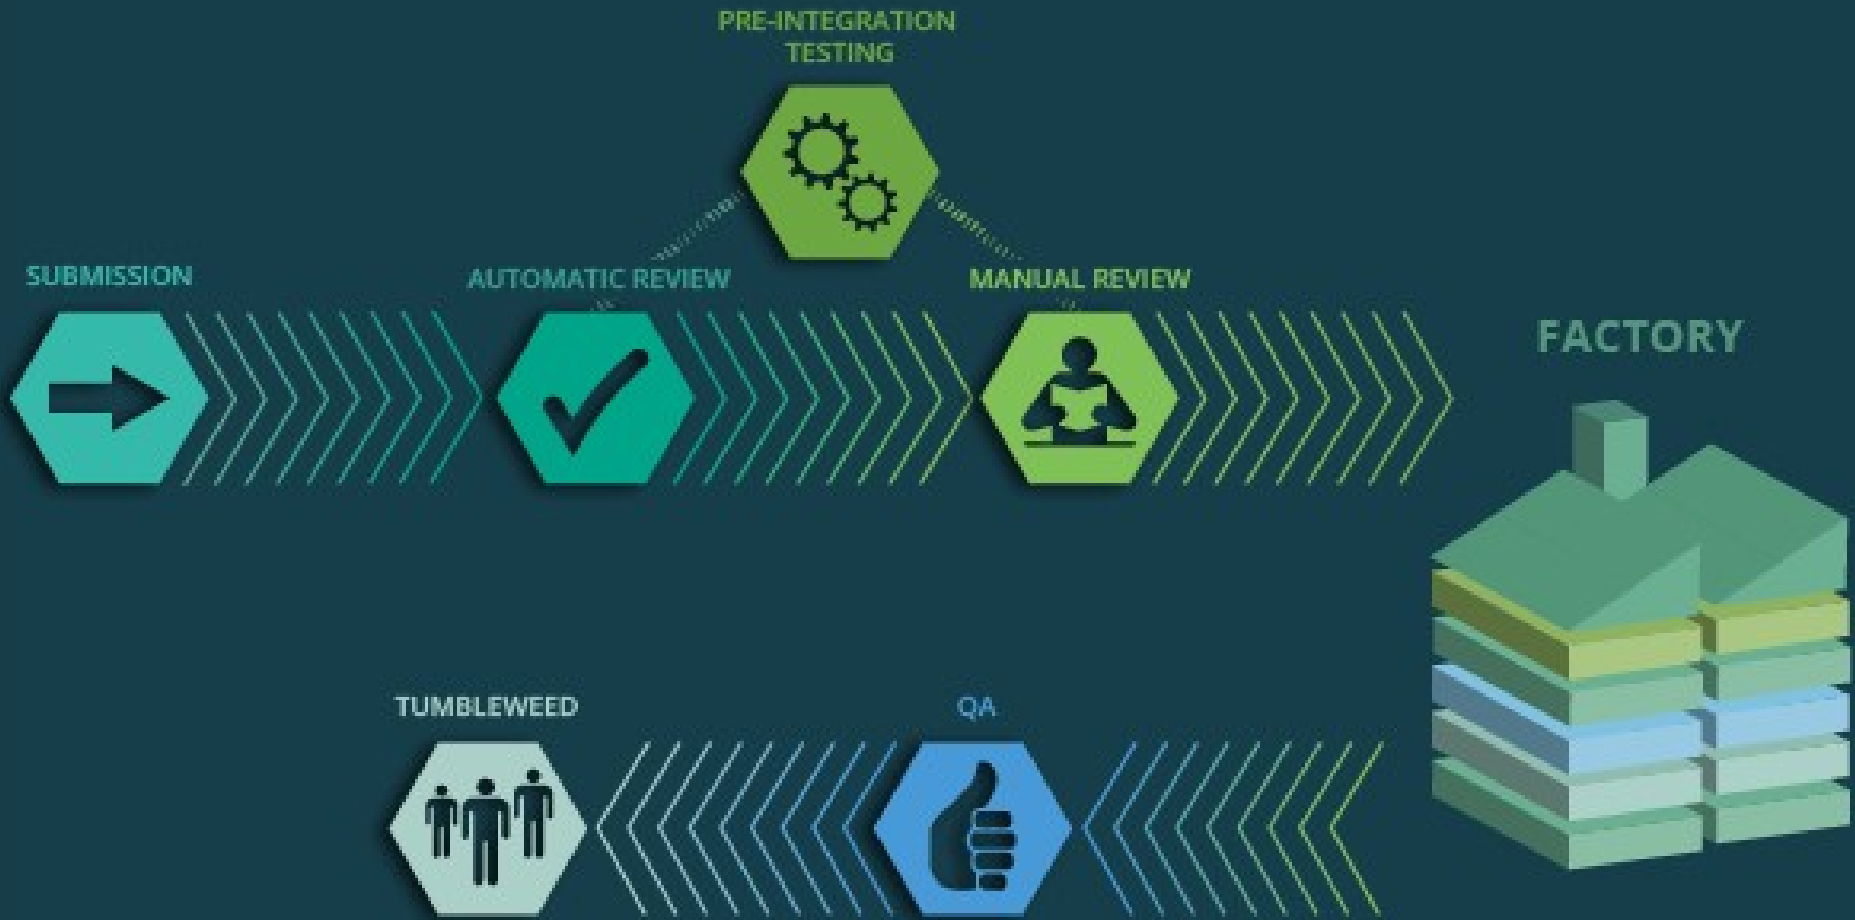 PRE-INTEGRATION
TESTING
SUBMISSION
AUTOMATIC REVIEW
MANUAL REVIEW
FACTORY
TUMBLEWEED
QA